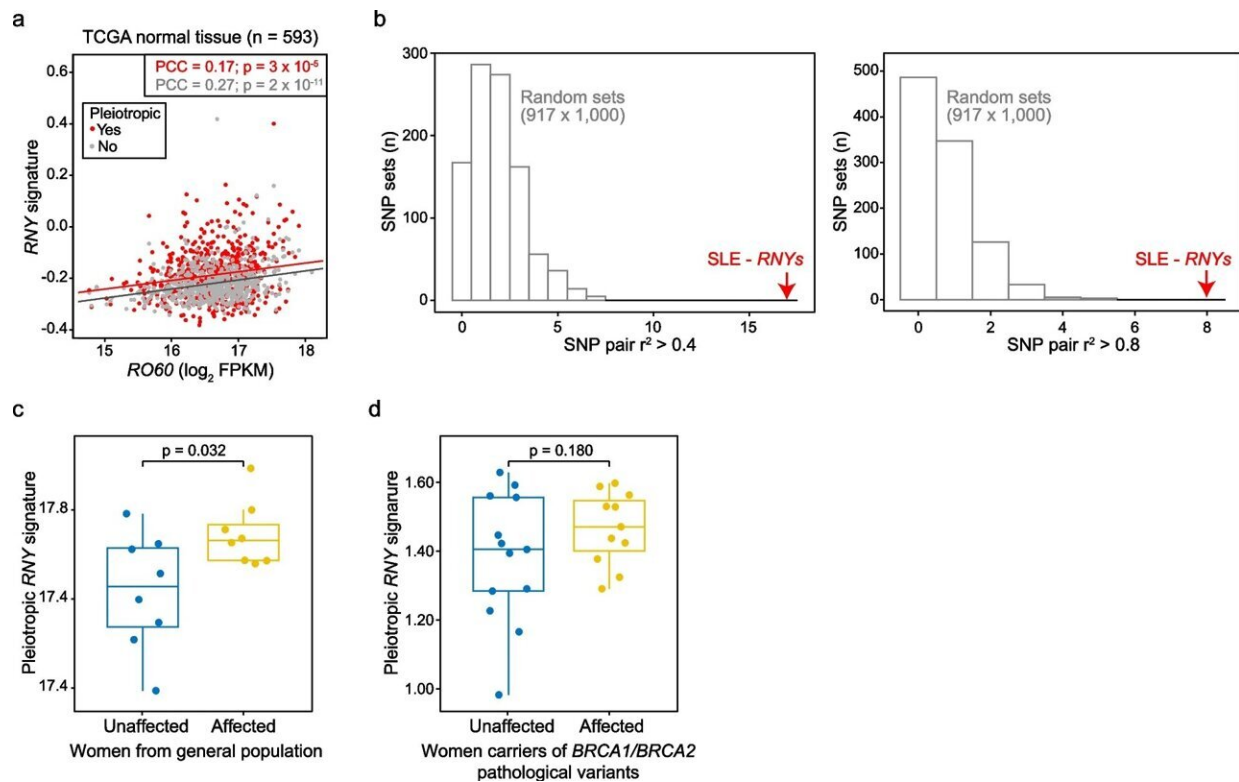 a
TCGA normal tissue (n = 593)
PCC = 0.17; p = 3 x 10-5
PCC = 0.27; p = 2 x 10-11
Pleiotropic
Yes
No
RNY signature
0.6
0.4
0.2
0.0
-0.2
-0.4
15
16
17
18
RO60 (log2 FPKM)
b
SNP sets (n)
300
200
100
0
Random sets
(917 x 1,000)
SLE - RNYs
0
5
10
15
SNP pair r2 > 0.4
SNP sets (n)
500
400
300
200
100
0
Random sets
(917 x 1,000)
SLE - RNYs
0
2
4
6
8
SNP pair r2 > 0.8
c
Pleiotropic RNY signature
p = 0.032
17.8
17.4
17.4
Unaffected
Affected
Women from general population
d
Pleiotropic RNY signarure
p = 0.180
1.60
1.40
1.20
1.00
Unaffected
Affected
Women carriers of BRCA1/BRCA2
pathological variants